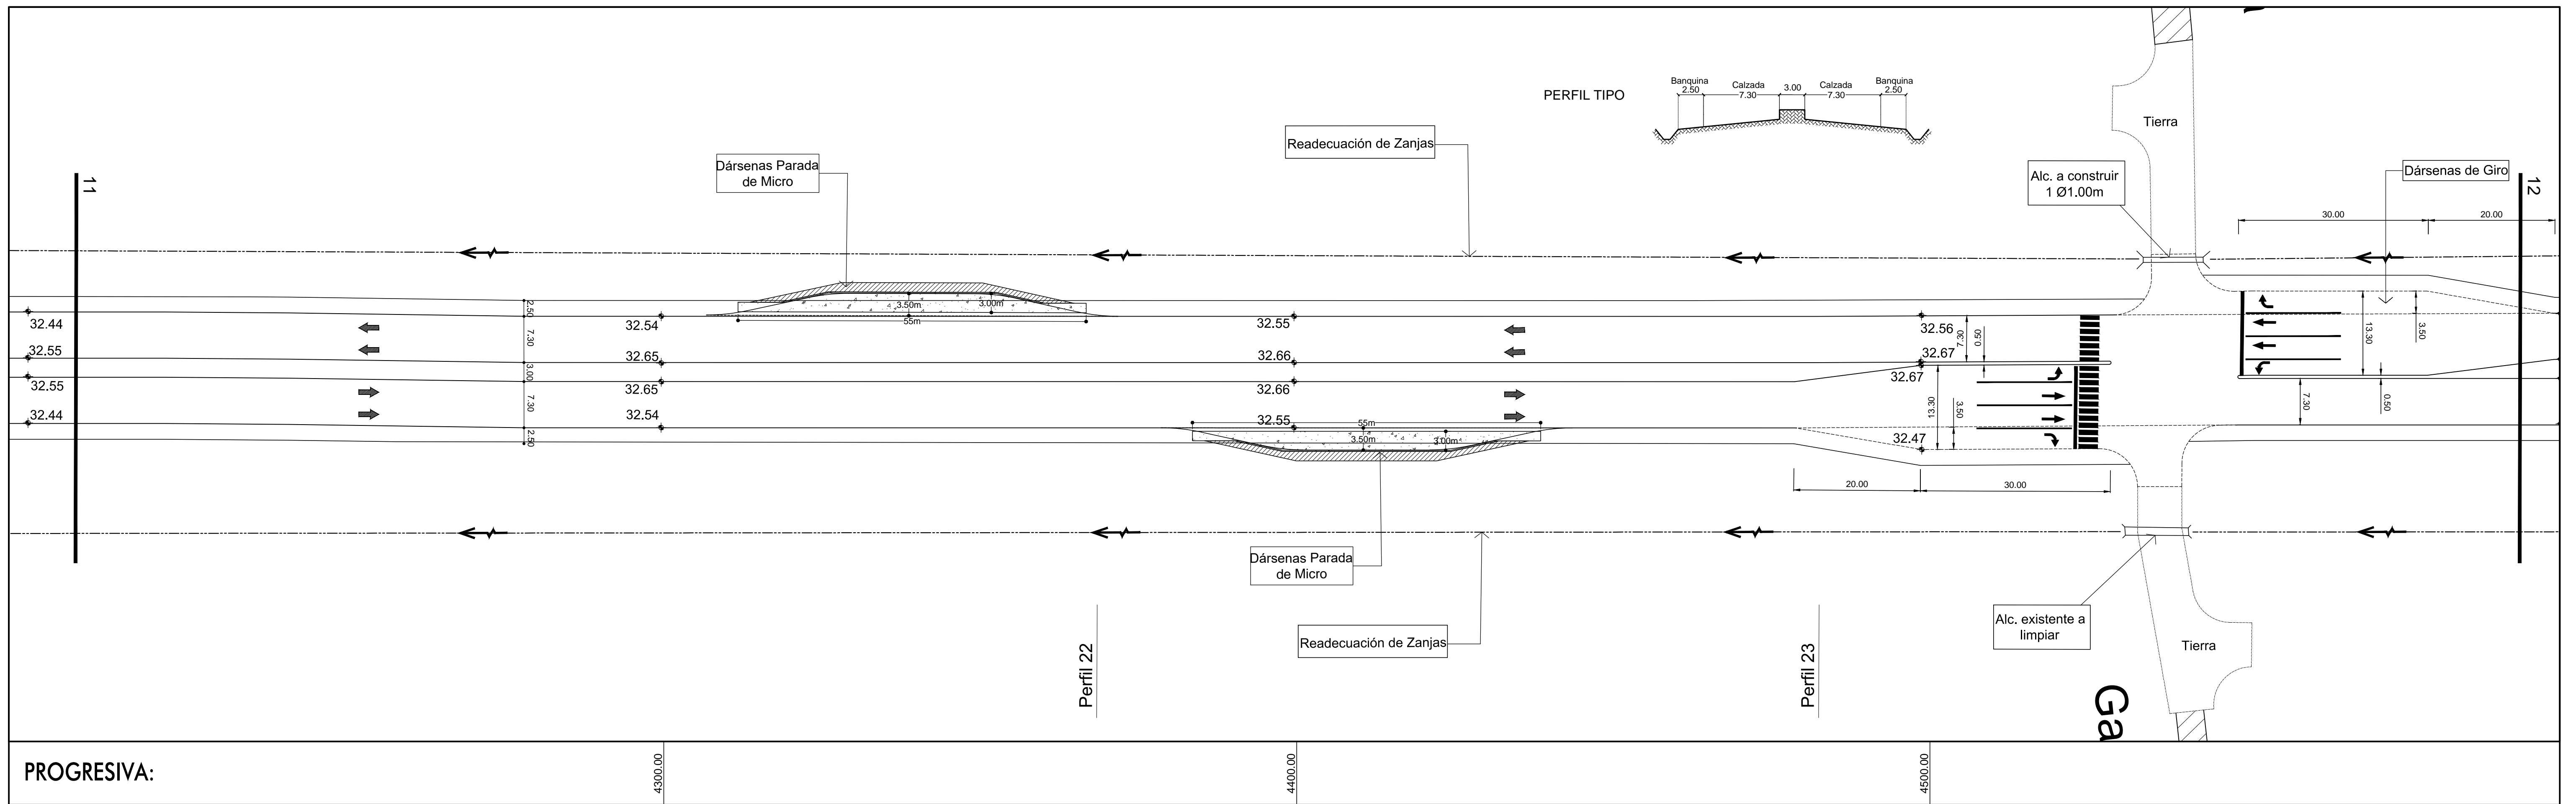 PERFIL TIPO
Banquina
2.50
Calzada
7.30
3.00
Calzada
7.30
Banquina
2.50
Tierra
Readecuación de Zanjas
Dársenas Parada
de Micro
Alc. a construir
1 Ø1.00m
Dársenas de Giro
11
12
30.00
20.00
32.44
32.55
32.55
32.44
2.50
7.30
3.00
7.30
2.50
32.54
32.65
32.65
32.54
3.50m
3.00m
55m
32.55
32.66
32.66
32.55
55m
3.50m
3.00m
32.56
32.67
32.67
32.47
7.30
0.50
13.30
3.50
13.30
3.50
7.30
0.50
20.00
30.00
Dársenas Parada
de Micro
Readecuación de Zanjas
Alc. existente a
limpiar
Tierra
Perfil 22
Perfil 23
Ga
PROGRESIVA:
4300.00
4400.00
4500.00